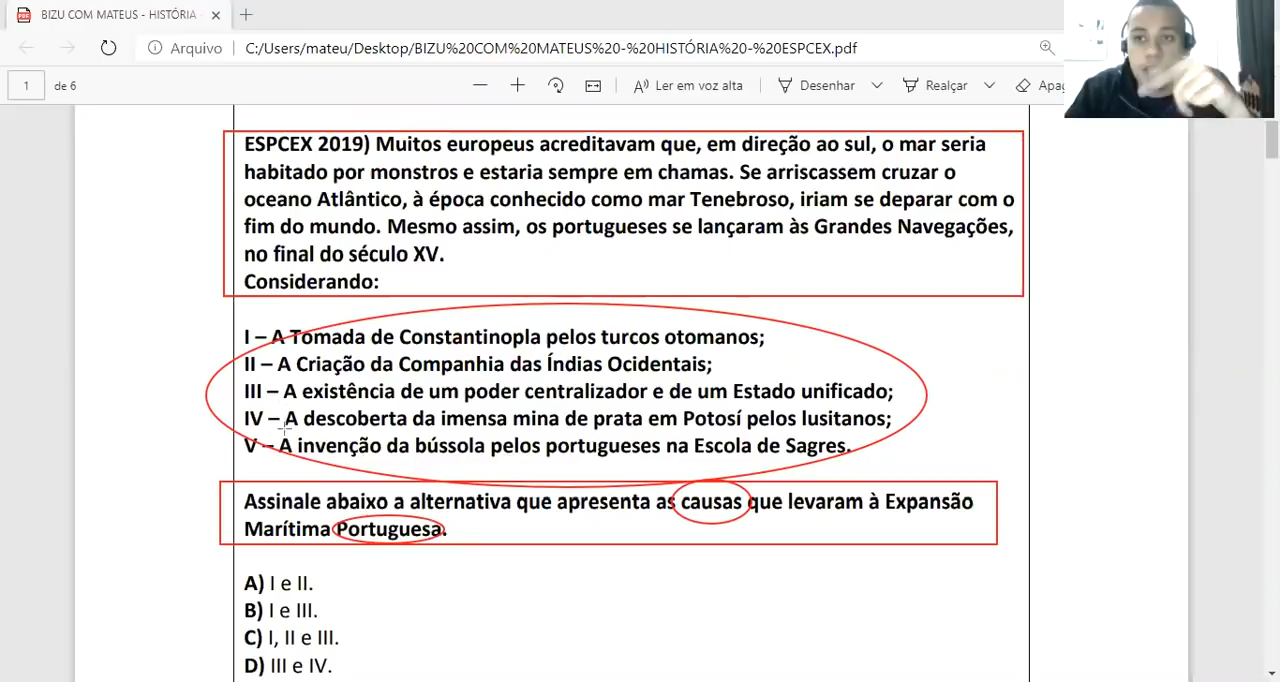 BIZU COM MATEUS - HISTÓRIA
Arquivo C:/Users/mateu/Desktop/BIZU%20COM%20MATEUS%20-%20HISTÓRIA%20-%20ESPCEX.pdf
1 de 6 Ler em voz alta Desenhar Realçar Apag
ESPCEX 2019) Muitos europeus acreditavam que, em direção ao sul, o mar seria
habitado por monstros e estaria sempre em chamas. Se arriscassem cruzar o
oceano Atlântico, à época conhecido como mar Tenebroso, iriam se deparar com o
fim do mundo. Mesmo assim, os portugueses se lançaram às Grandes Navegações,
no final do século XV.
Considerando:
I – A Tomada de Constantinopla pelos turcos otomanos;
II – A Criação da Companhia das Índias Ocidentais;
III – A existência de um poder centralizador e de um Estado unificado;
IV – A descoberta da imensa mina de prata em Potosí pelos lusitanos;
V – A invenção da bússola pelos portugueses na Escola de Sagres.
Assinale abaixo a alternativa que apresenta as causas que levaram à Expansão
Marítima Portuguesa.
A) I e II.
B) I e III.
C) I, II e III.
D) III e IV.